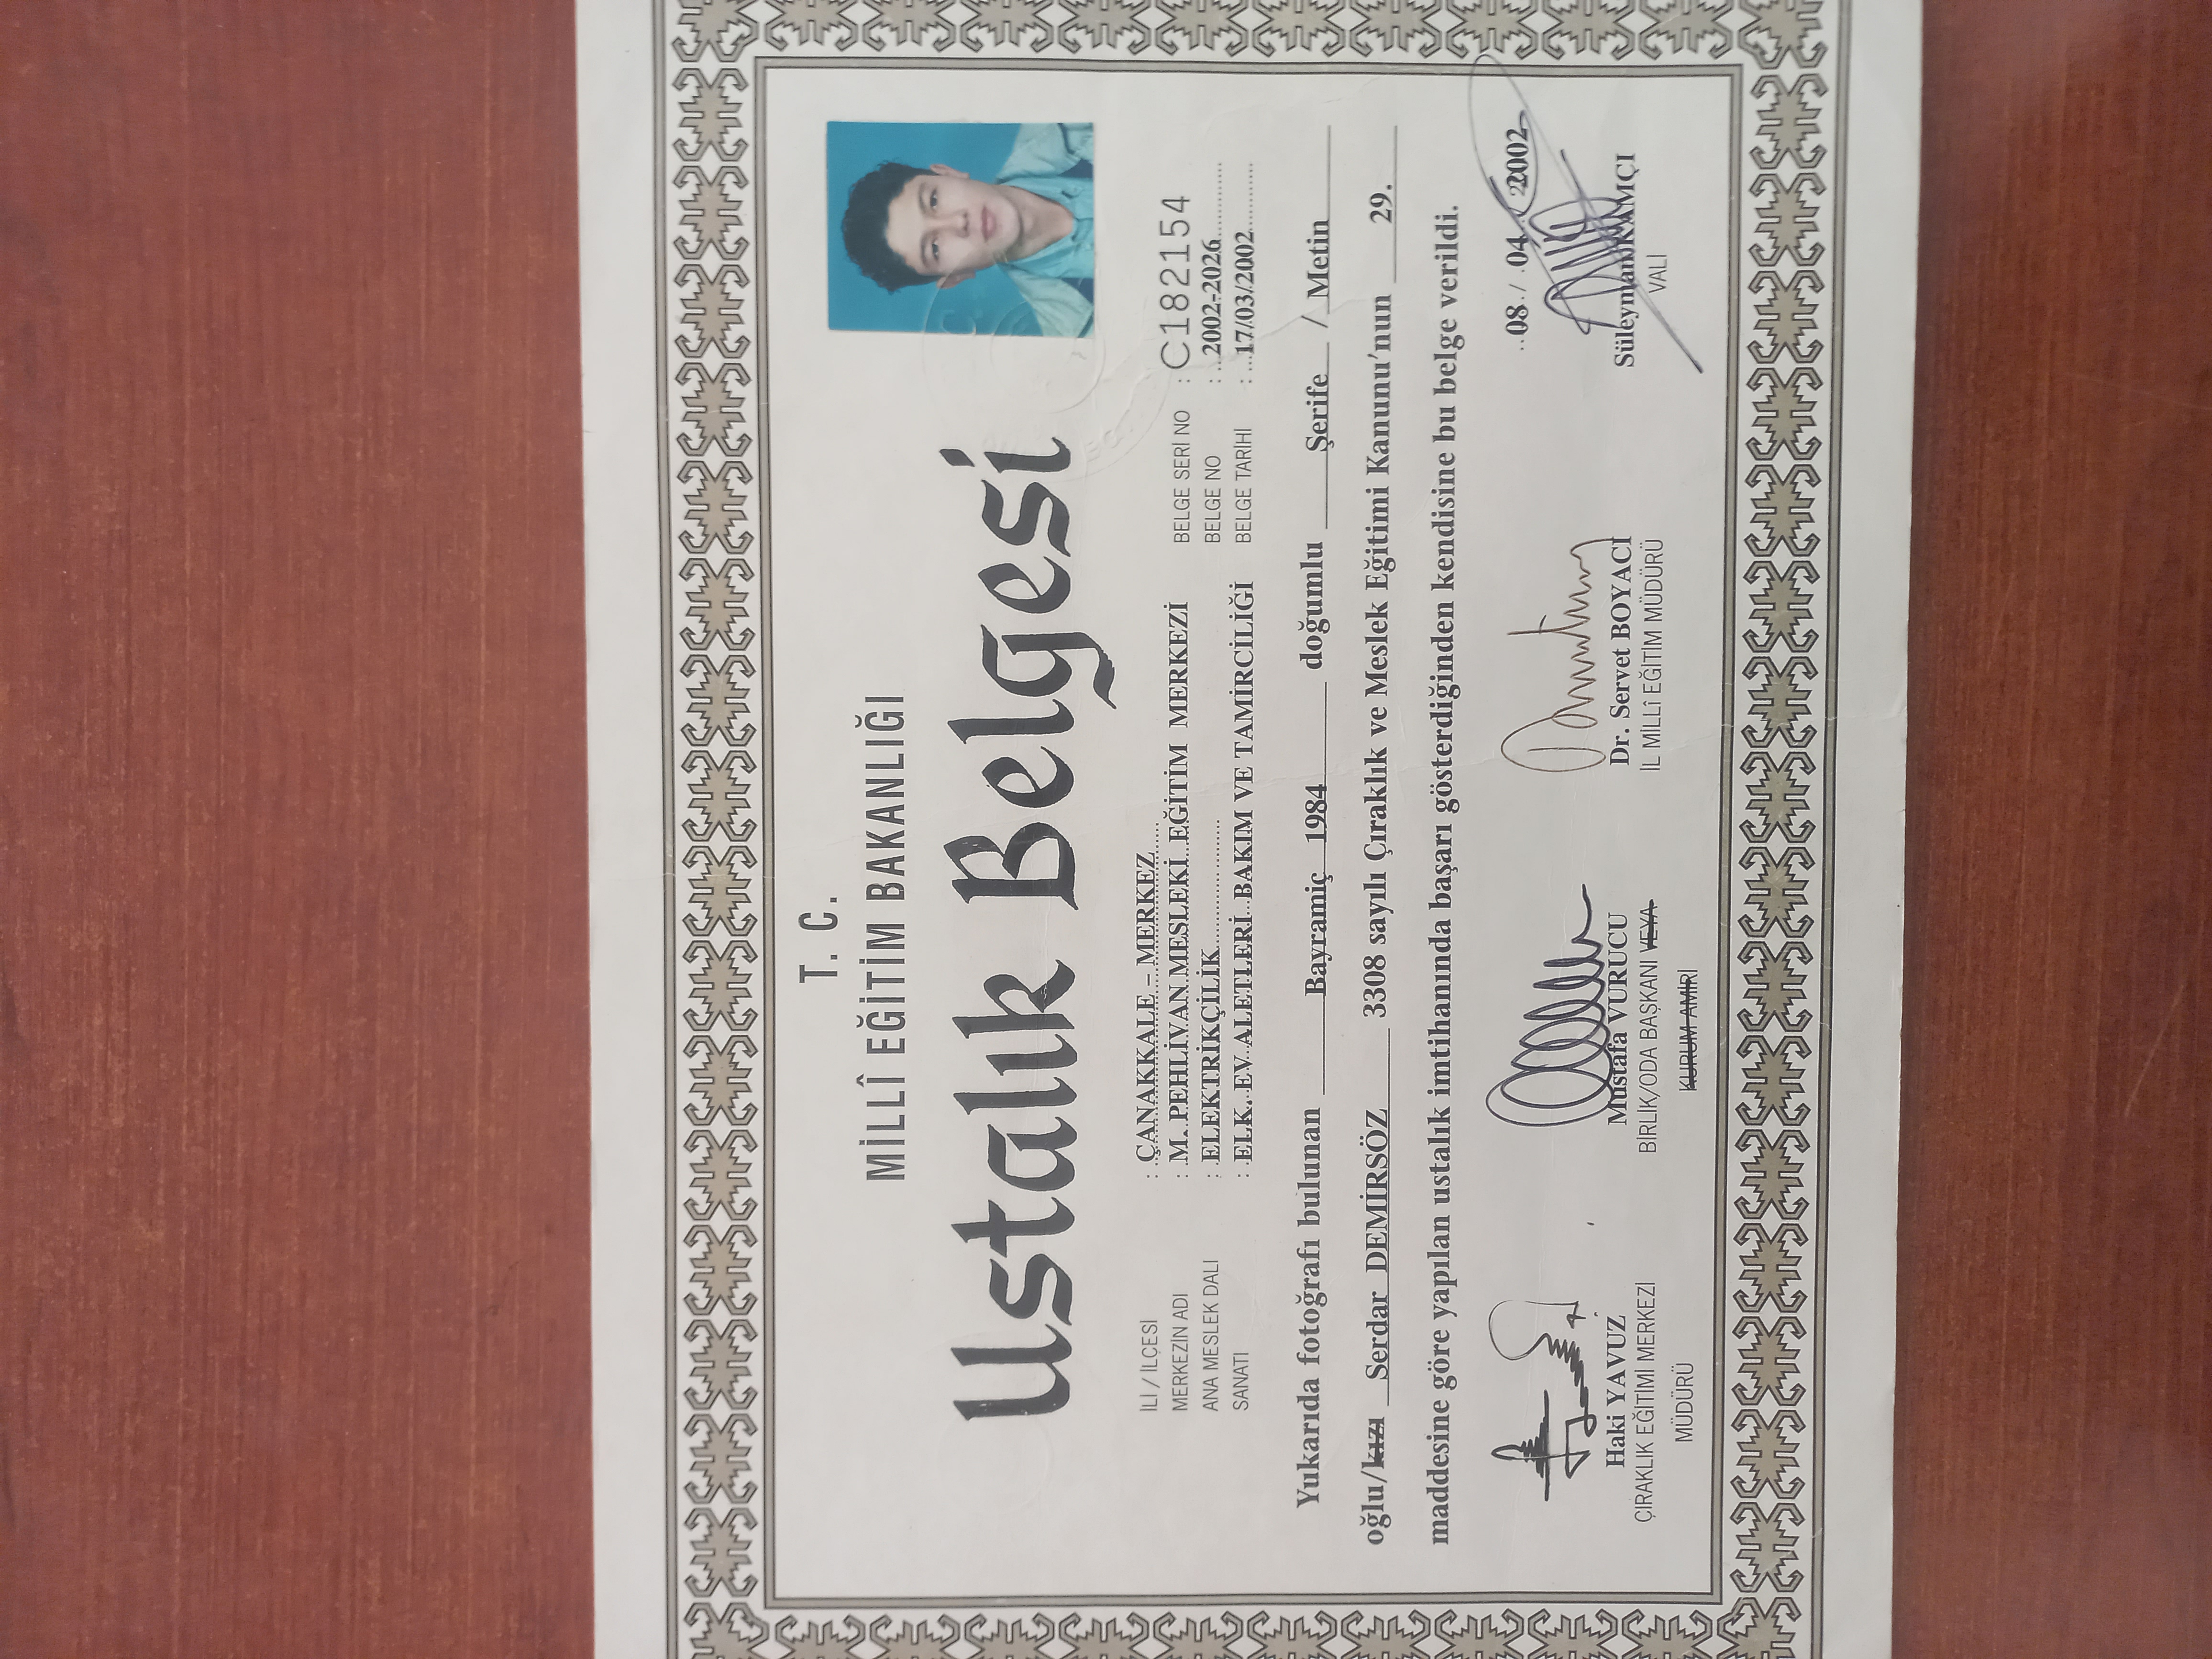 T. C.
MİLLÎ EĞİTİM BAKANLIĞI
Ustalık Belgesi
İLİ / İLÇESİ : ÇANAKKALE – MERKEZ
MERKEZİN ADI : M. PEHLİVAN MESLEKİ EĞİTİM MERKEZİ BELGE SERİ NO : C182154
ANA MESLEK DALI : ELEKTRİKÇİLİK BELGE NO : 2002-2026
SANATI : ELK. EV ALETLERİ BAKIM VE TAMİRCİLİĞİ BELGE TARİHİ : 17/03/2002
Yukarıda fotoğrafı bulunan Bayramiç 1984 doğumlu Şerife / Metin
oğlu/kızı Serdar DEMİRSÖZ 3308 sayılı Çıraklık ve Meslek Eğitimi Kanunu'nun 29.
maddesine göre yapılan ustalık imtihanında başarı gösterdiğinden kendisine bu belge verildi.
08 / 04 / 2002
Haki YAVUZ Mustafa VURUCU Dr. Servet BOYACI Süleyman KAMÇI
ÇIRAKLIK EĞİTİMİ MERKEZİ BİRLİK/ODA BAŞKANI VEYA İL MİLLÎ EĞİTİM MÜDÜRÜ VALİ
MÜDÜRÜ KURUM AMİRİ